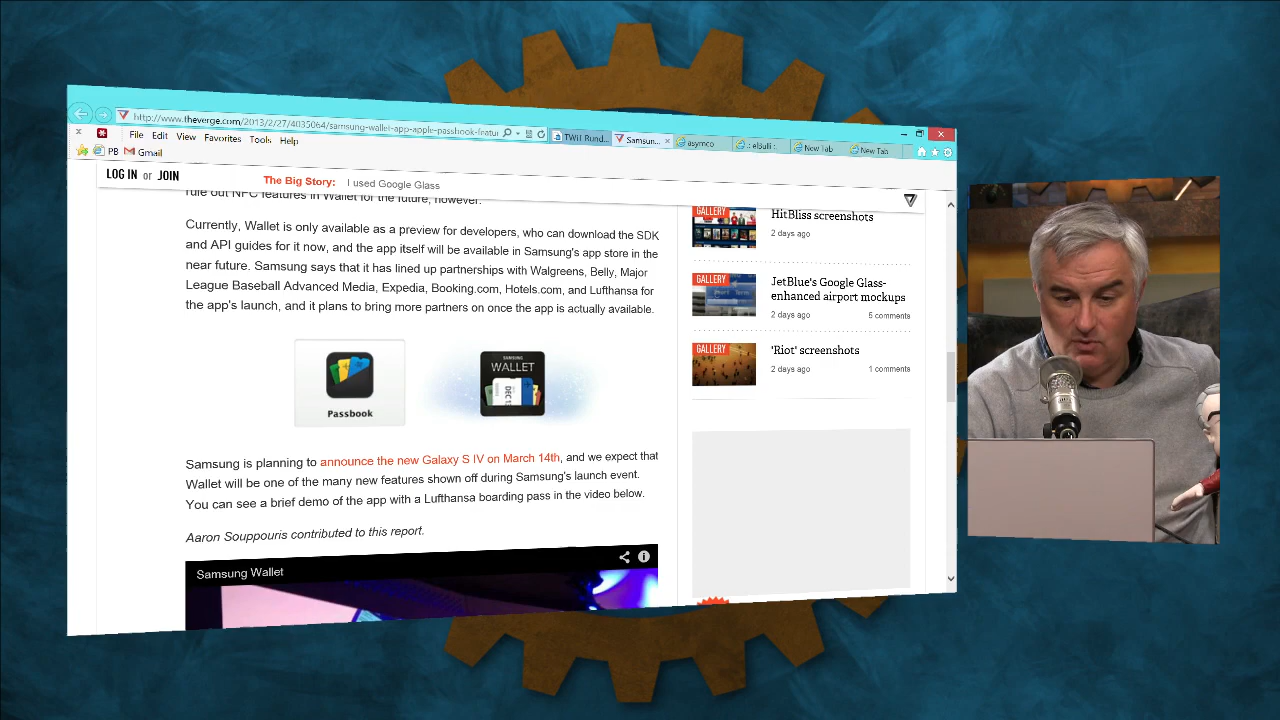 http://www.theverge.com/2013/2/27/4035064/samsung-wallet-app-apple-passbook-featu
TWiT Rund...
Samsun...
asymco
.: elBulli :.
New Tab
New Tab
File Edit View Favorites Tools Help
PB Gmail
LOG IN or JOIN
The Big Story: I used Google Glass
rule out NFC features in Wallet for the future, however.
Currently, Wallet is only available as a preview for developers, who can download the SDK
and API guides for it now, and the app itself will be available in Samsung's app store in the
near future. Samsung says that it has lined up partnerships with Walgreens, Belly, Major
League Baseball Advanced Media, Expedia, Booking.com, Hotels.com, and Lufthansa for
the app's launch, and it plans to bring more partners on once the app is actually available.
Passbook
SAMSUNG
WALLET
DEC
Samsung is planning to announce the new Galaxy S IV on March 14th, and we expect that
Wallet will be one of the many new features shown off during Samsung's launch event.
You can see a brief demo of the app with a Lufthansa boarding pass in the video below.
Aaron Souppouris contributed to this report.
Samsung Wallet
GALLERY
HitBliss screenshots
2 days ago
GALLERY
JetBlue's Google Glass-
enhanced airport mockups
2 days ago 5 comments
GALLERY
'Riot' screenshots
2 days ago 1 comments